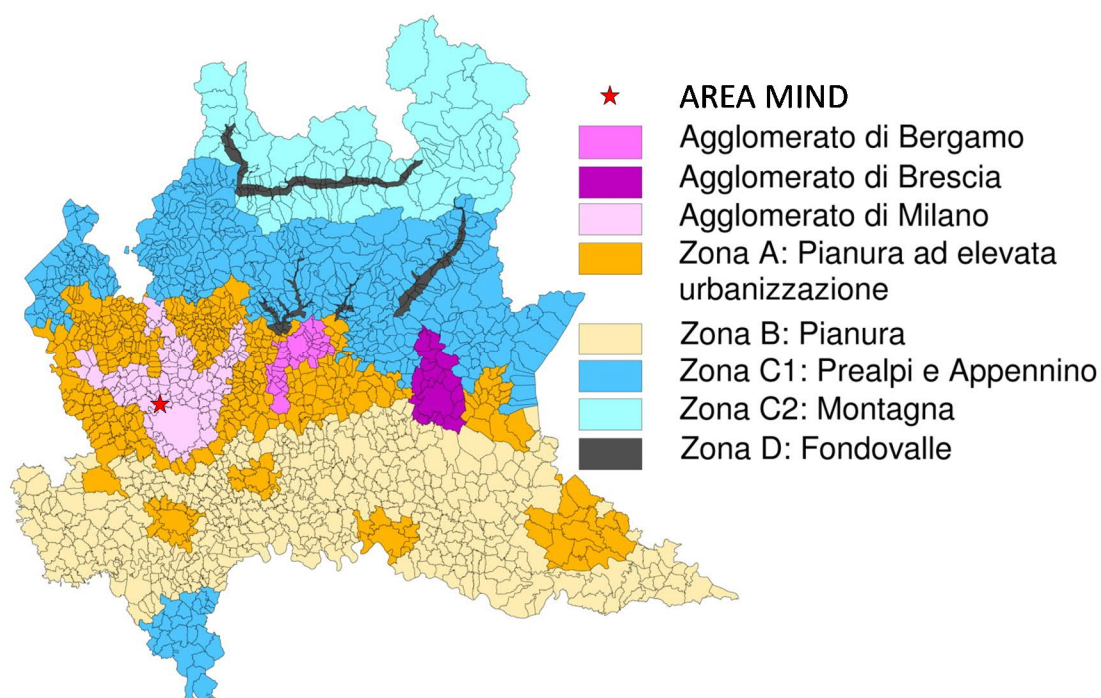 AREA MIND
Agglomerato di Bergamo
Agglomerato di Brescia
Agglomerato di Milano
Zona A: Pianura ad elevata
urbanizzazione
Zona B: Pianura
Zona C1: Prealpi e Appennino
Zona C2: Montagna
Zona D: Fondovalle